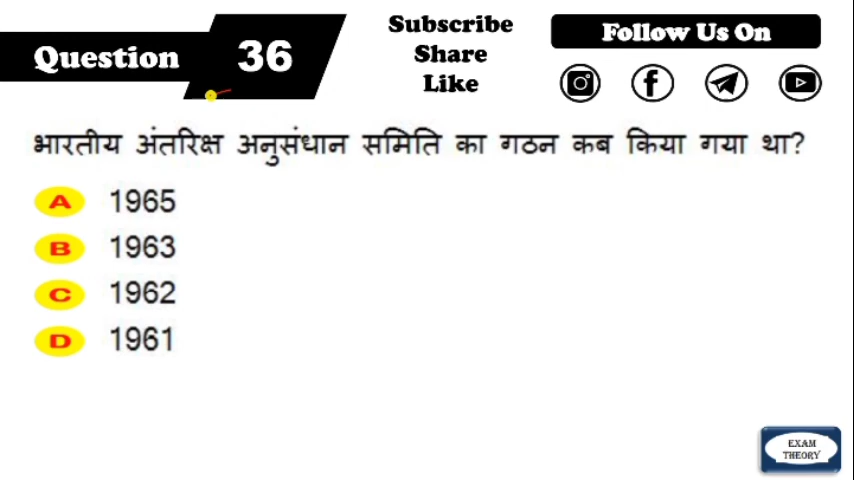 Question 36
Subscribe
Share
Like
Follow Us On
भारतीय अंतरिक्ष अनुसंधान समिति का गठन कब किया गया था?
A 1965
B 1963
C 1962
D 1961
EXAM
THEORY